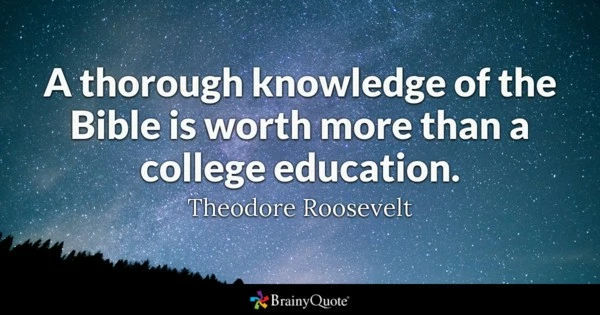 A thorough knowledge of the
Bible is worth more than a
college education.
Theodore Roosevelt
BrainyQuote®